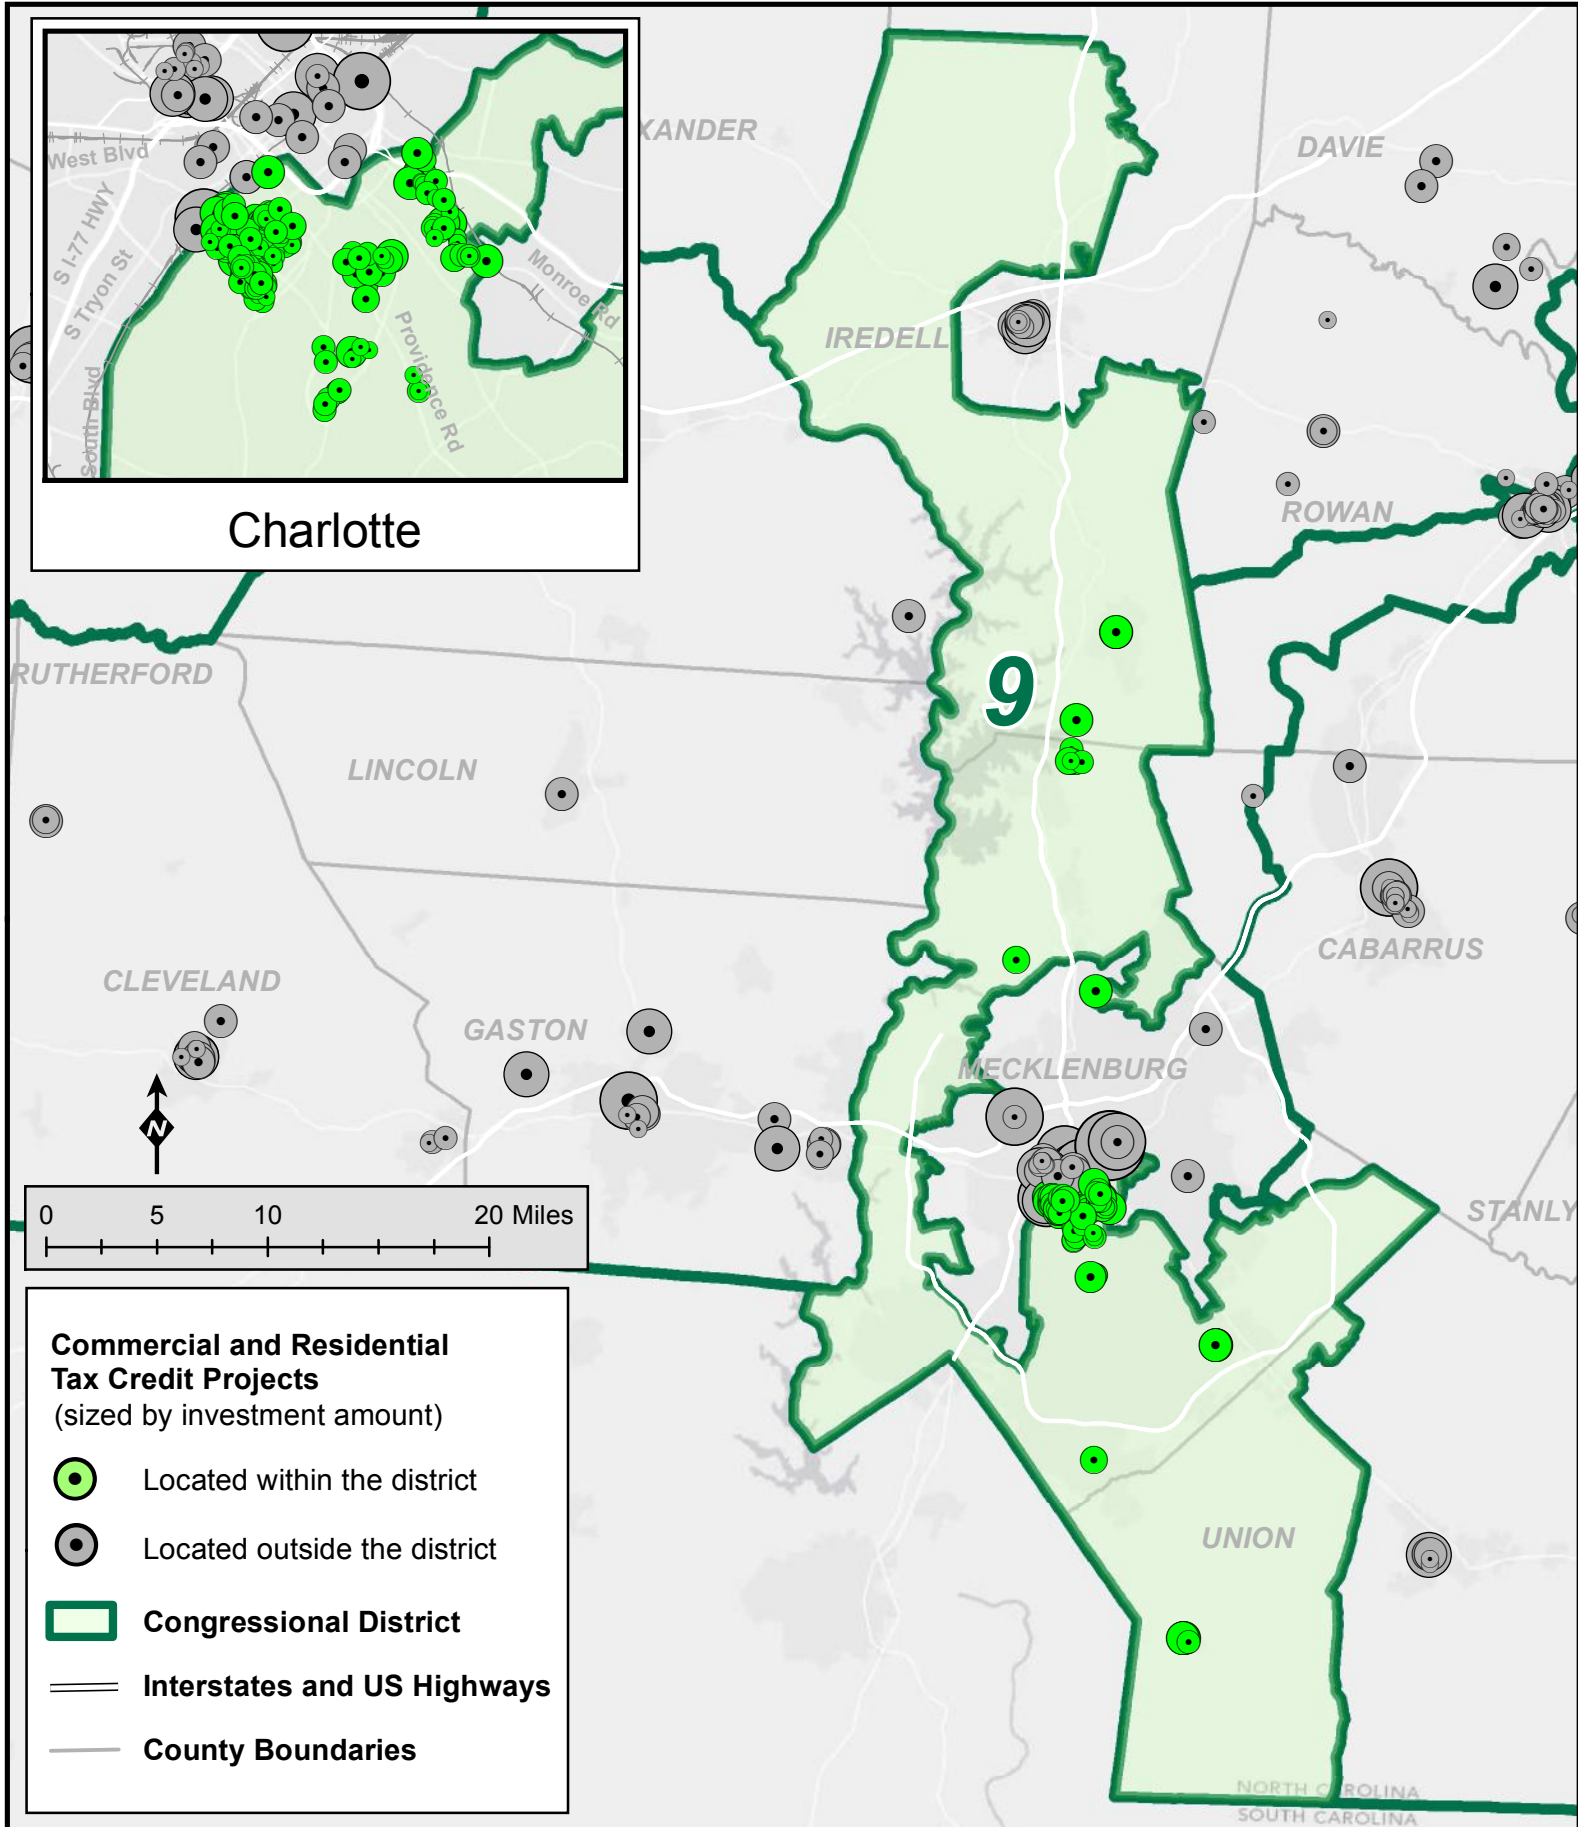 West Blvd
S I-77 HWY
S Tryon St
South Blvd
Providence Rd
Monroe Rd
Charlotte
XANDER
DAVIE
IREDELL
ROWAN
RUTHERFORD
9
LINCOLN
CABARRUS
CLEVELAND
GASTON
MECKLENBURG
N
STANLY
0 5 10 20 Miles
Commercial and Residential
Tax Credit Projects
(sized by investment amount)
Located within the district
Located outside the district
Congressional District
Interstates and US Highways
County Boundaries
UNION
NORTH CAROLINA
SOUTH CAROLINA